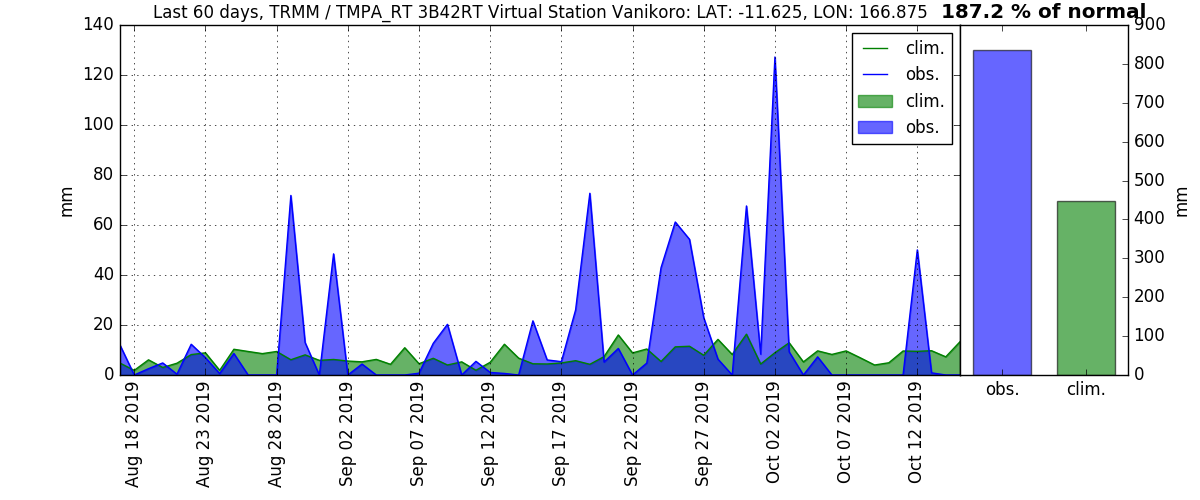 Last 60 days, TRMM / TMPA_RT 3B42RT Virtual Station Vanikoro: LAT: -11.625, LON: 166.875 187.2 % of normal
140
120
100
80
60
40
20
0
mm
clim.
obs.
clim.
obs.
Aug 18 2019
Aug 23 2019
Aug 28 2019
Sep 02 2019
Sep 07 2019
Sep 12 2019
Sep 17 2019
Sep 22 2019
Sep 27 2019
Oct 02 2019
Oct 07 2019
Oct 12 2019
900
800
700
600
500
400
300
200
100
0
mm
obs.
clim.